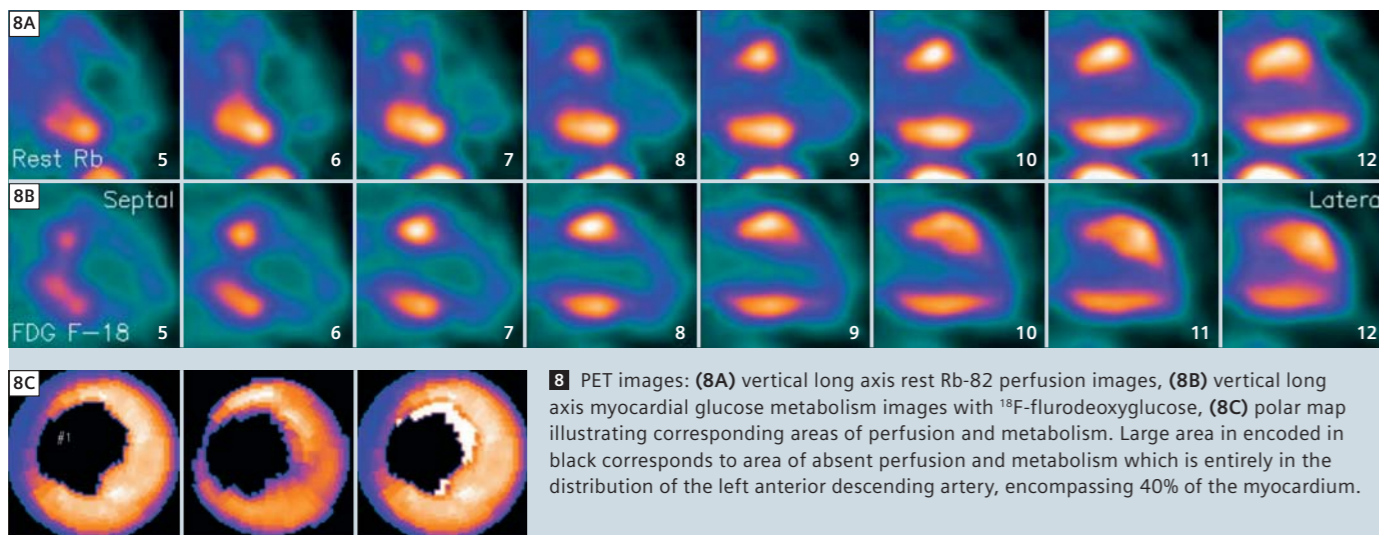 8A
Rest Rb 5 6 7 8 9 10 11 12
8B Septal Latera
FDG F-18 5 6 7 8 9 10 11 12
8C
#1
8 PET images: (8A) vertical long axis rest Rb-82 perfusion images, (8B) vertical long
axis myocardial glucose metabolism images with ¹⁸F-flurodeoxyglucose, (8C) polar map
illustrating corresponding areas of perfusion and metabolism. Large area in encoded in
black corresponds to area of absent perfusion and metabolism which is entirely in the
distribution of the left anterior descending artery, encompassing 40% of the myocardium.